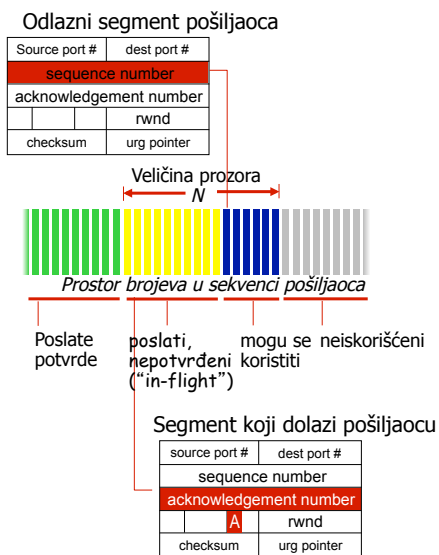 Odlazni segment pošiljaoca
Source port # dest port #
sequence number
acknowledgement number
rwnd
checksum urg pointer
Veličina prozora
N
Prostor brojeva u sekvenci pošiljaoca
Poslate
potvrde
poslati,
nepotvrđeni
(“in-flight”)
mogu se
koristiti
neiskorišćeni
Segment koji dolazi pošiljaocu
source port # dest port #
sequence number
acknowledgement number
A rwnd
checksum urg pointer